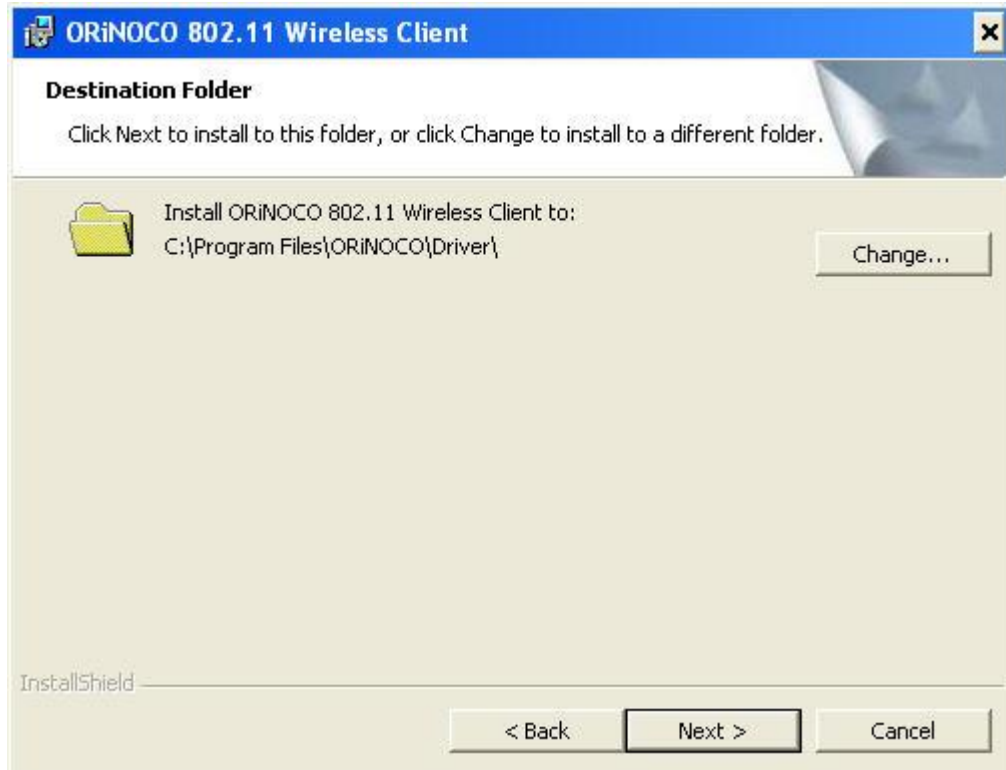 ORiNOCO 802.11 Wireless Client
Destination Folder
Click Next to install to this folder, or click Change to install to a different folder.
Install ORiNOCO 802.11 Wireless Client to:
C:\Program Files\ORiNOCO\Driver\
Change...
InstallShield
< Back
Next >
Cancel